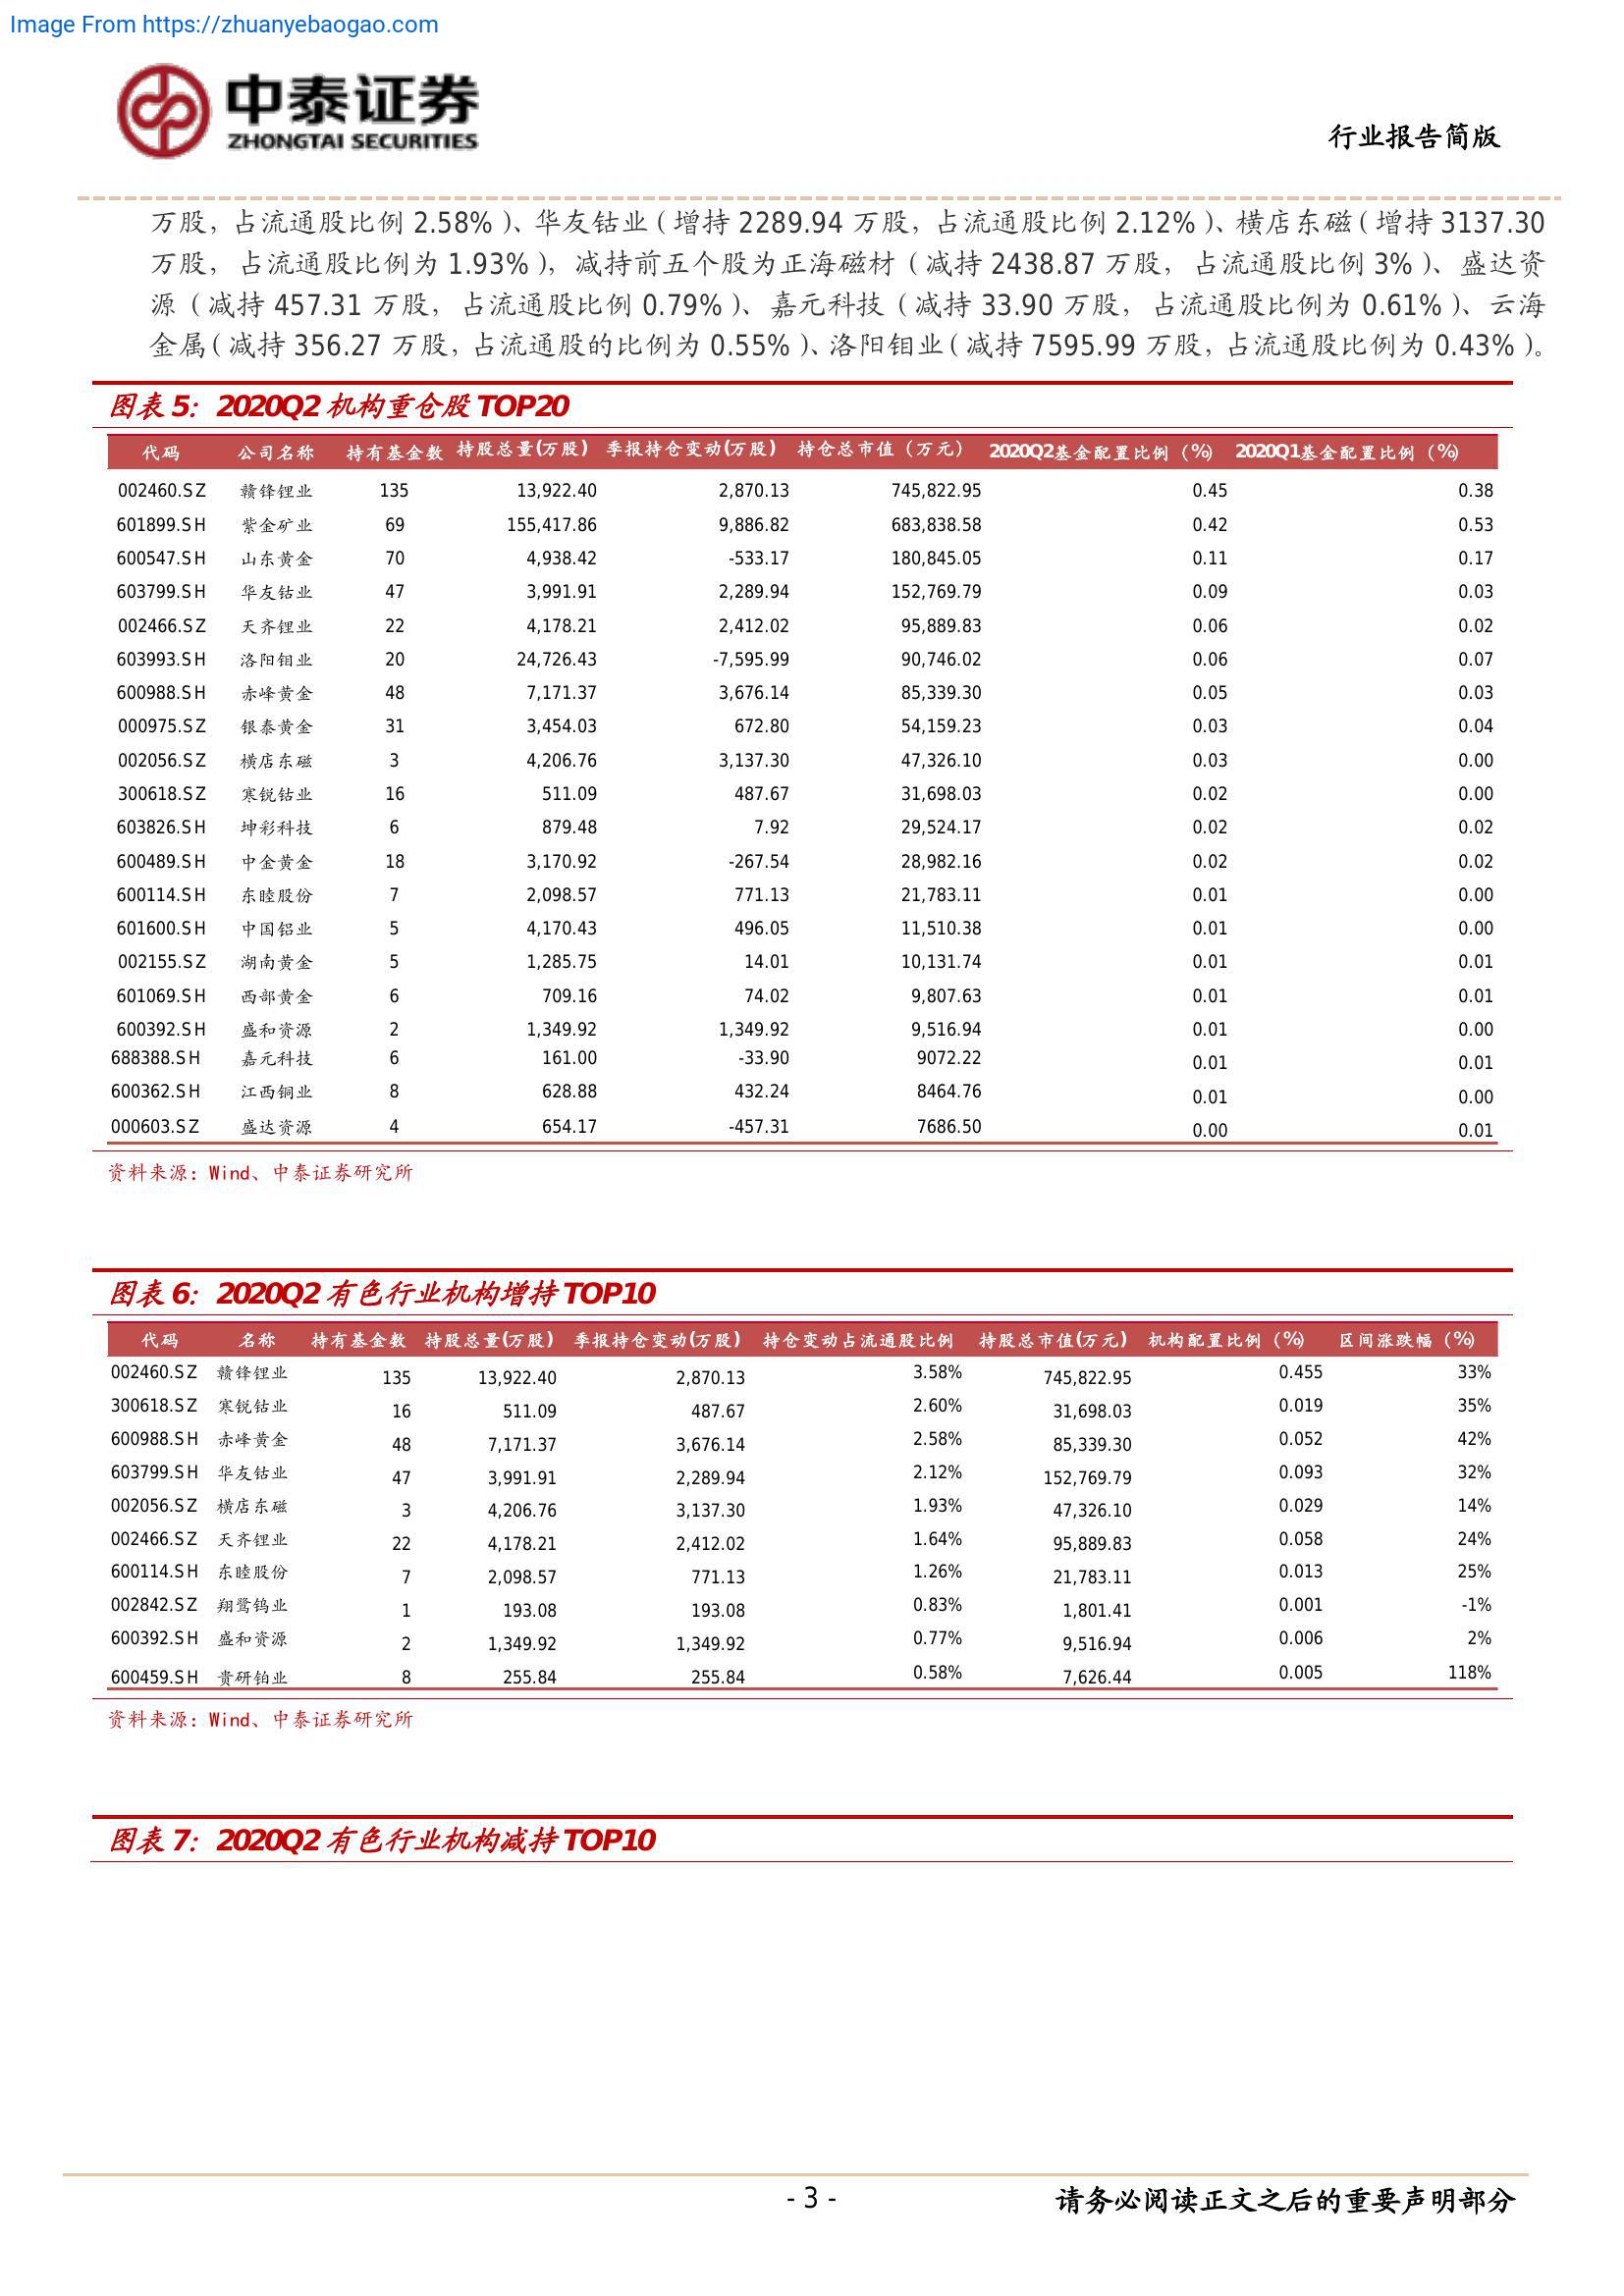 Image From https://zhuanyebaogao.com
中泰证券
ZHONGTAI SECURITIES
行业报告简版
万股，占流通股比例 2.58%）、华友钴业（增持 2289.94 万股，占流通股比例 2.12%）、横店东磁（增持 3137.30
万股，占流通股比例为 1.93%），减持前五个股为正海磁材（减持 2438.87 万股，占流通股比例 3%）、盛达资
源（减持 457.31 万股，占流通股比例 0.79%）、嘉元科技（减持 33.90 万股，占流通股比例为 0.61%）、云海
金属（减持 356.27 万股，占流通股的比例为 0.55%）、洛阳钼业（减持 7595.99 万股，占流通股比例为 0.43%）。
图表 5：2020Q2 机构重仓股 TOP20
代码 公司名称 持有基金数 持股总量(万股) 季报持仓变动(万股) 持仓总市值（万元） 2020Q2基金配置比例（%） 2020Q1基金配置比例（%）
002460.SZ 赣锋锂业 135 13,922.40 2,870.13 745,822.95 0.45 0.38
601899.SH 紫金矿业 69 155,417.86 9,886.82 683,838.58 0.42 0.53
600547.SH 山东黄金 70 4,938.42 -533.17 180,845.05 0.11 0.17
603799.SH 华友钴业 47 3,991.91 2,289.94 152,769.79 0.09 0.03
002466.SZ 天齐锂业 22 4,178.21 2,412.02 95,889.83 0.06 0.02
603993.SH 洛阳钼业 20 24,726.43 -7,595.99 90,746.02 0.06 0.07
600988.SH 赤峰黄金 48 7,171.37 3,676.14 85,339.30 0.05 0.03
000975.SZ 银泰黄金 31 3,454.03 672.80 54,159.23 0.03 0.04
002056.SZ 横店东磁 3 4,206.76 3,137.30 47,326.10 0.03 0.00
300618.SZ 寒锐钴业 16 511.09 487.67 31,698.03 0.02 0.00
603826.SH 坤彩科技 6 879.48 7.92 29,524.17 0.02 0.02
600489.SH 中金黄金 18 3,170.92 -267.54 28,982.16 0.02 0.02
600114.SH 东睦股份 7 2,098.57 771.13 21,783.11 0.01 0.00
601600.SH 中国铝业 5 4,170.43 496.05 11,510.38 0.01 0.00
002155.SZ 湖南黄金 5 1,285.75 14.01 10,131.74 0.01 0.01
601069.SH 西部黄金 6 709.16 74.02 9,807.63 0.01 0.01
600392.SH 盛和资源 2 1,349.92 1,349.92 9,516.94 0.01 0.00
688388.SH 嘉元科技 6 161.00 -33.90 9072.22 0.01 0.01
600362.SH 江西铜业 8 628.88 432.24 8464.76 0.01 0.00
000603.SZ 盛达资源 4 654.17 -457.31 7686.50 0.00 0.01
资料来源：Wind、中泰证券研究所
图表 6：2020Q2 有色行业机构增持 TOP10
代码 名称 持有基金数 持股总量(万股) 季报持仓变动(万股) 持仓变动占流通股比例 持股总市值(万元) 机构配置比例（%） 区间涨跌幅（%）
002460.SZ 赣锋锂业 135 13,922.40 2,870.13 3.58% 745,822.95 0.455 33%
300618.SZ 寒锐钴业 16 511.09 487.67 2.60% 31,698.03 0.019 35%
600988.SH 赤峰黄金 48 7,171.37 3,676.14 2.58% 85,339.30 0.052 42%
603799.SH 华友钴业 47 3,991.91 2,289.94 2.12% 152,769.79 0.093 32%
002056.SZ 横店东磁 3 4,206.76 3,137.30 1.93% 47,326.10 0.029 14%
002466.SZ 天齐锂业 22 4,178.21 2,412.02 1.64% 95,889.83 0.058 24%
600114.SH 东睦股份 7 2,098.57 771.13 1.26% 21,783.11 0.013 25%
002842.SZ 翔鹭钨业 1 193.08 193.08 0.83% 1,801.41 0.001 -1%
600392.SH 盛和资源 2 1,349.92 1,349.92 0.77% 9,516.94 0.006 2%
600459.SH 贵研铂业 8 255.84 255.84 0.58% 7,626.44 0.005 118%
资料来源：Wind、中泰证券研究所
图表 7：2020Q2 有色行业机构减持 TOP10
- 3 -
请务必阅读正文之后的重要声明部分